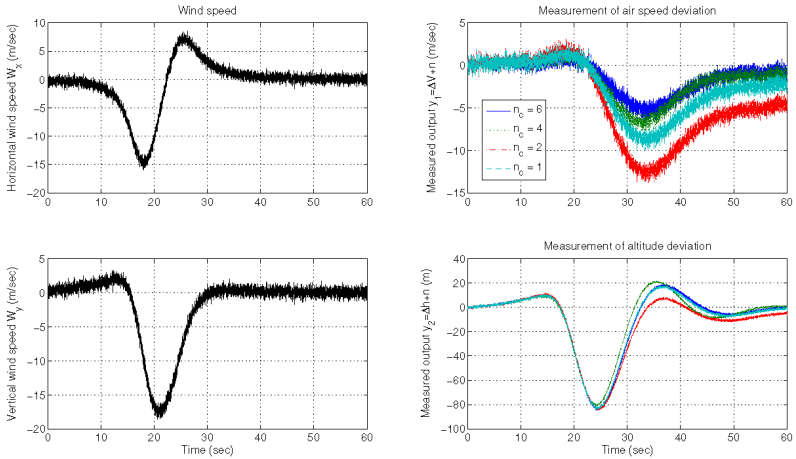 Wind speed
Horizontal wind speed W_x (m/sec)
10
5
0
−5
−10
−15
−20
0 10 20 30 40 50 60
Measurement of air speed deviation
Measured output y_1=ΔV+n (m/sec)
5
0
−5
−10
−15
n_c = 6
n_c = 4
n_c = 2
n_c = 1
0 10 20 30 40 50 60
Vertical wind speed W_y (m/sec)
5
0
−5
−10
−15
−20
0 10 20 30 40 50 60
Time (sec)
Measurement of altitude deviation
Measured output y_2=Δh+n (m)
40
20
0
−20
−40
−60
−80
−100
0 10 20 30 40 50 60
Time (sec)